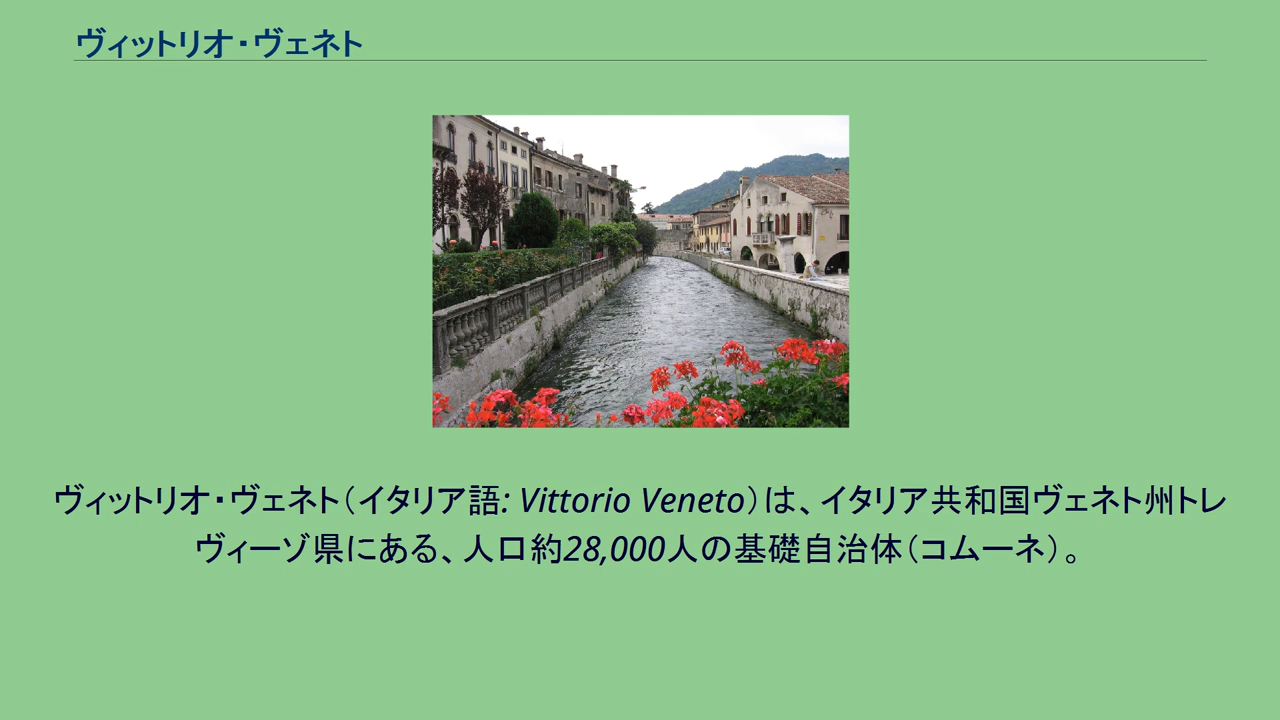 ヴィットリオ・ヴェネト
ヴィットリオ・ヴェネト（イタリア語: Vittorio Veneto）は、イタリア共和国ヴェネト州トレ
ヴィーゾ県にある、人口約28,000人の基礎自治体（コムーネ）。